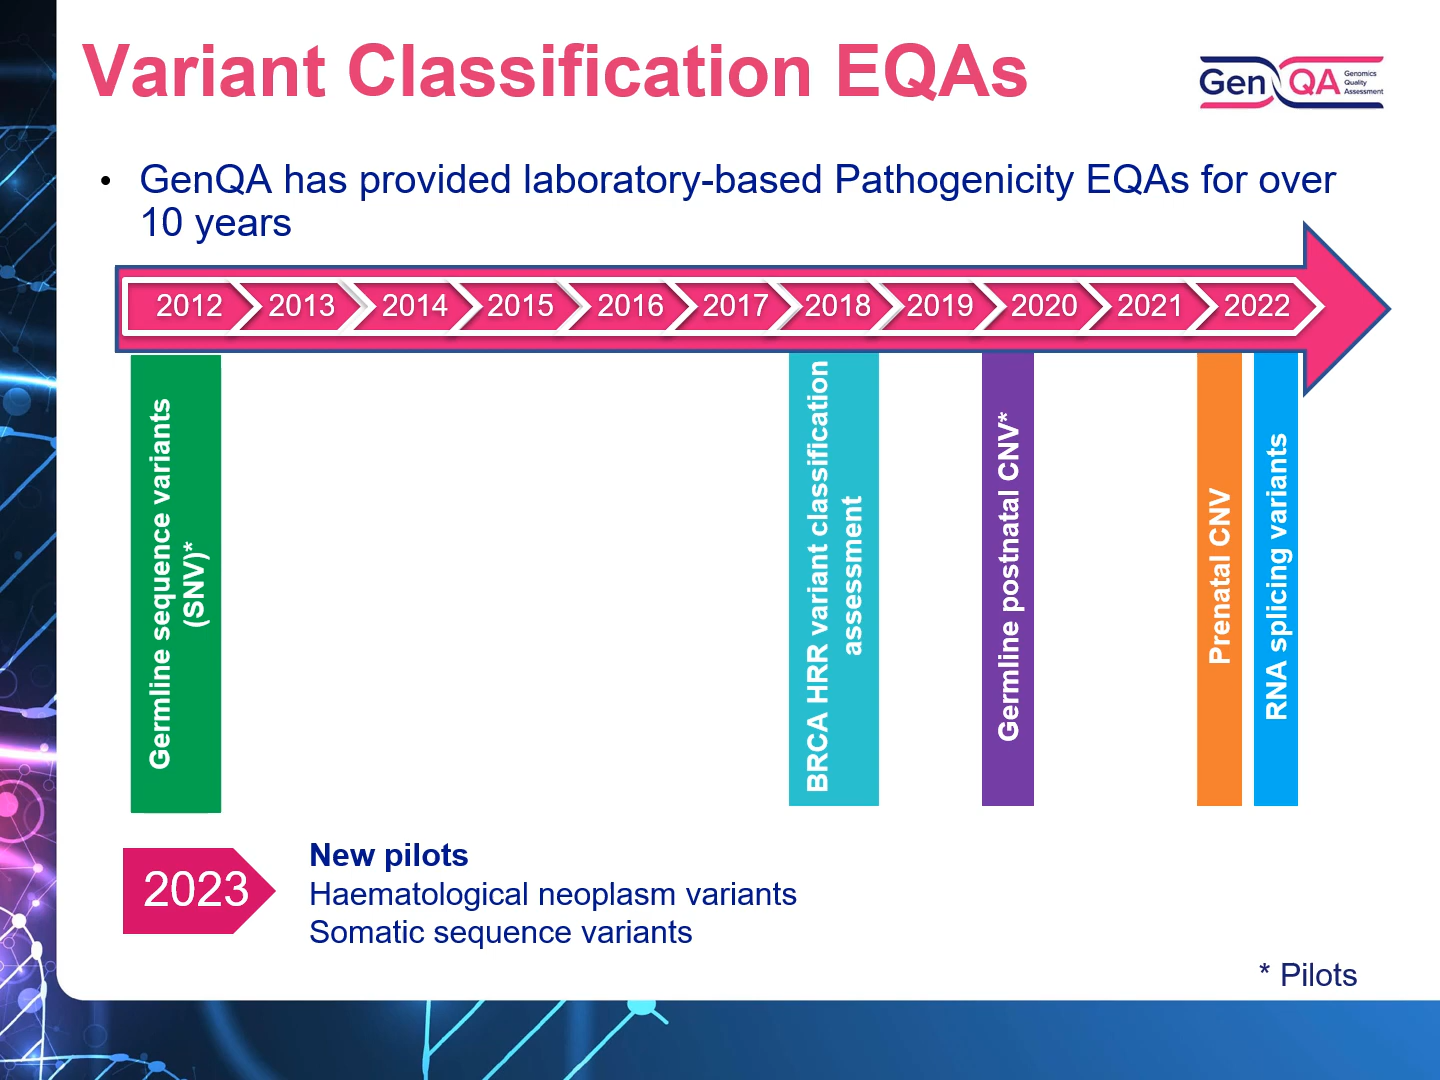 Variant Classification EQAs
GenQA Genomics Quality Assessment
• GenQA has provided laboratory-based Pathogenicity EQAs for over
10 years
2012 2013 2014 2015 2016 2017 2018 2019 2020 2021 2022
Germline sequence variants
(SNV)*
BRCA HRR variant classification
assessment
Germline postnatal CNV*
Prenatal CNV
RNA splicing variants
2023
New pilots
Haematological neoplasm variants
Somatic sequence variants
* Pilots